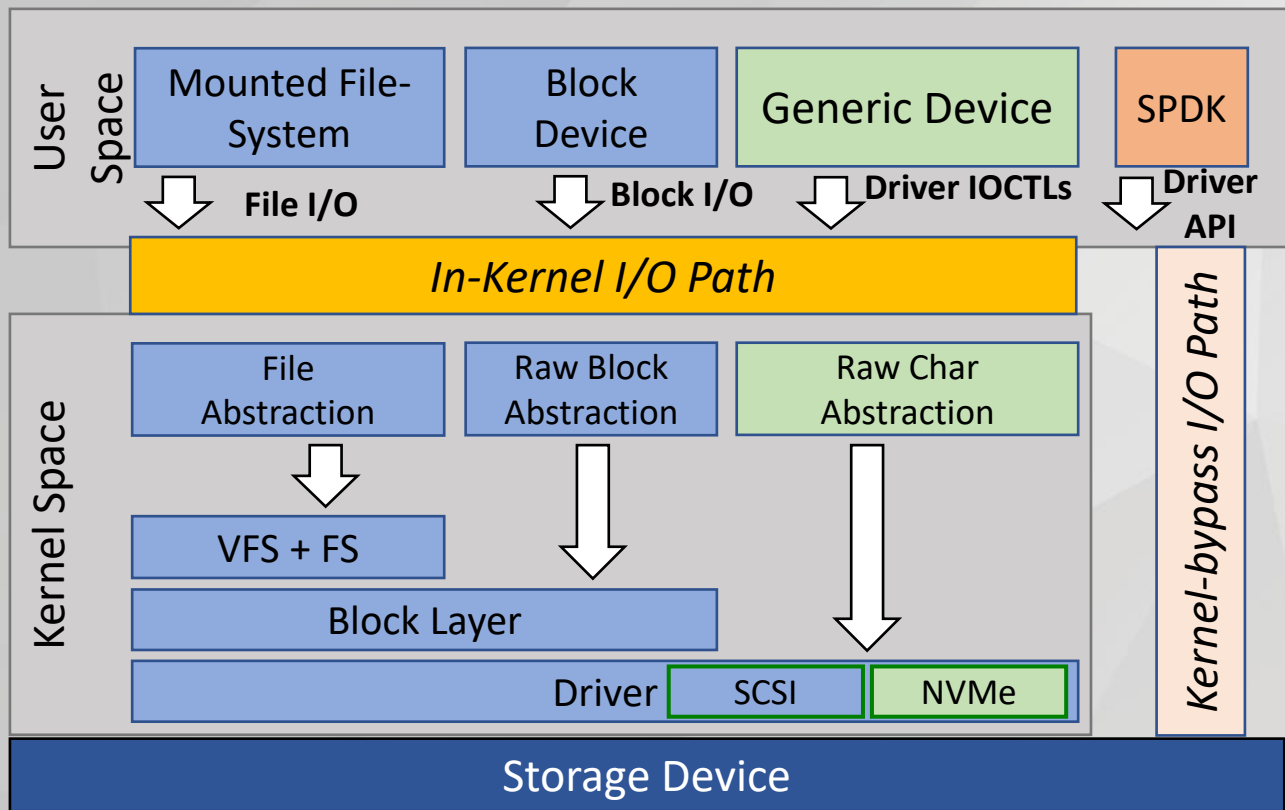 User
Space
Mounted File-
System
Block
Device
Generic Device
SPDK
File I/O
Block I/O
Driver IOCTLs
Driver
API
In-Kernel I/O Path
Kernel-bypass I/O Path
Kernel Space
File
Abstraction
Raw Block
Abstraction
Raw Char
Abstraction
VFS + FS
Block Layer
Driver
SCSI
NVMe
Storage Device